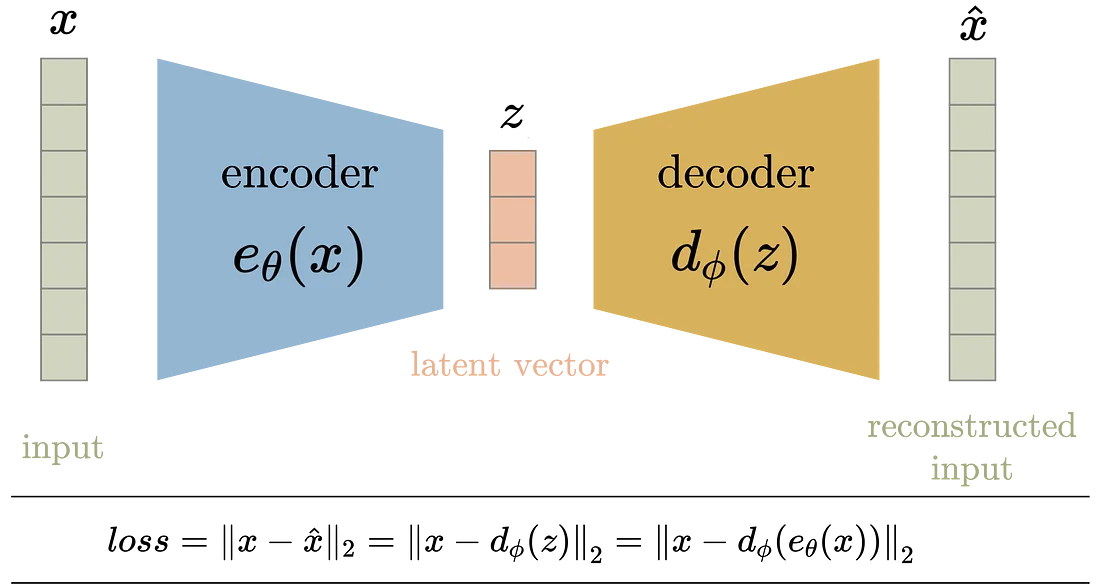 x
x̂
z
encoder
e_θ(x)
decoder
d_ϕ(z)
latent vector
input
reconstructed
input
loss = ‖x − x̂‖₂ = ‖x − d_ϕ(z)‖₂ = ‖x − d_ϕ(e_θ(x))‖₂